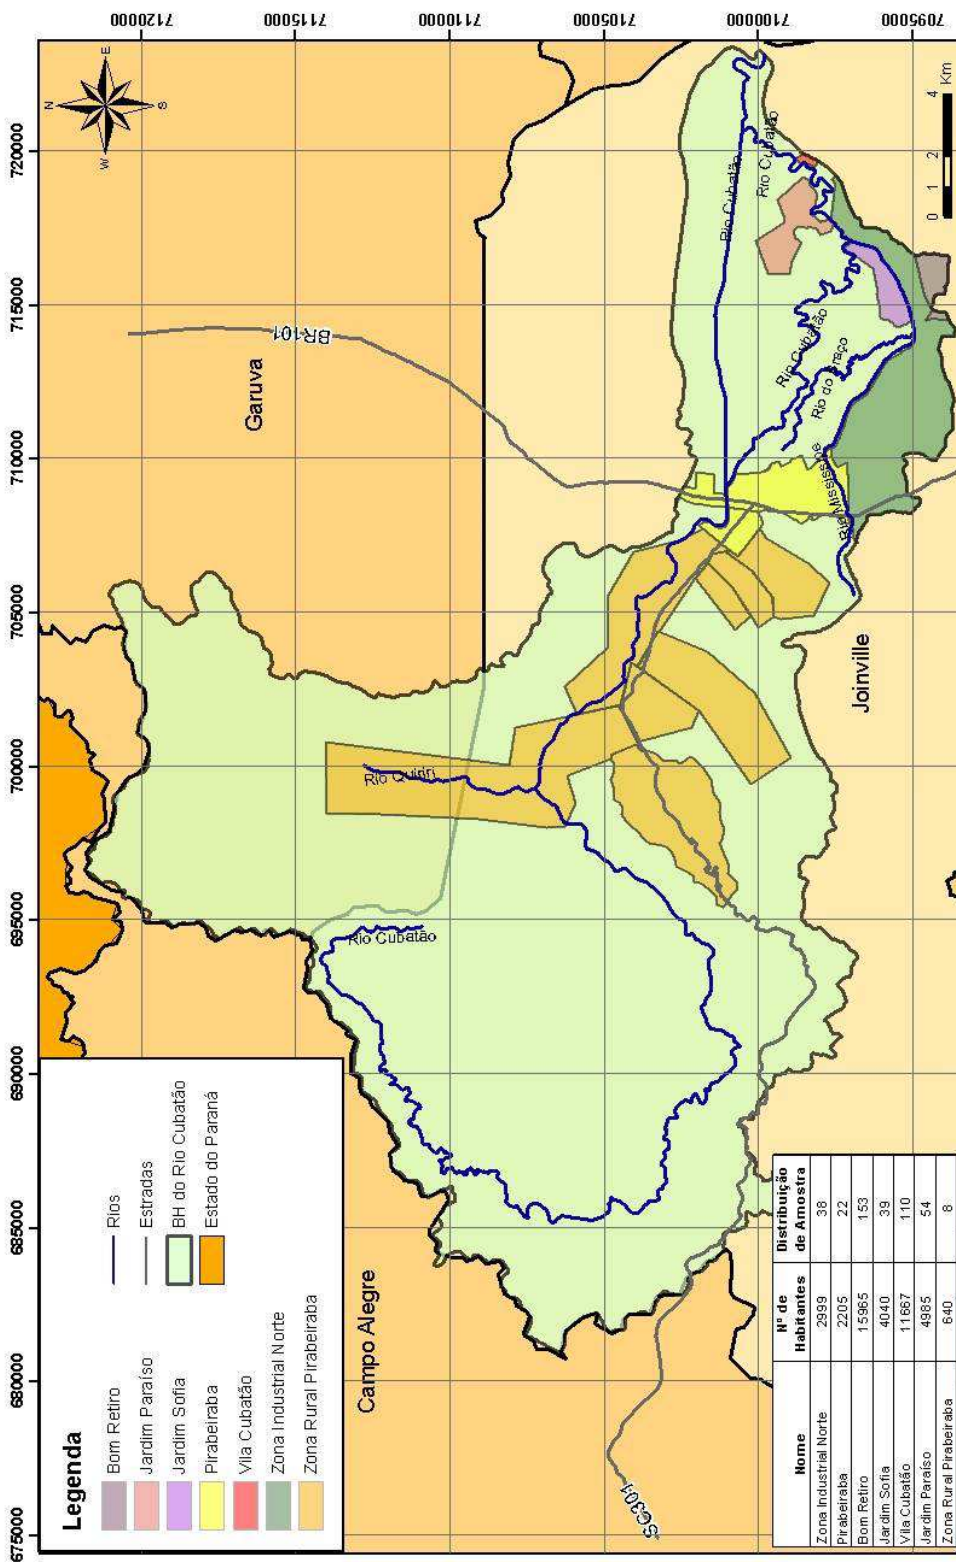 675000
680000
685000
690000
695000
700000
705000
710000
715000
720000
7120000
7115000
7110000
7105000
7100000
7095000
N
W
E
S
Legenda
Bom Retiro
Jardim Paraíso
Jardim Sofia
Pirabeiraba
Vila Cubatão
Zona Industrial Norte
Zona Rural Pirabeiraba
Rios
Estradas
BH do Rio Cubatão
Estado do Paraná
Garuva
BR101
Campo Alegre
Rio Quiriri
Rio Cubatão
Rio Cubatão
Rio Cubatão
Rio Cubatão
Rio do Braço
Rio Mississipe
Joinville
SC301
Nome Nº de Habitantes Distribuição de Amostra
Zona Industrial Norte 2999 38
Pirabeiraba 2205 22
Bom Retiro 15965 153
Jardim Sofia 4040 39
Vila Cubatão 11667 110
Jardim Paraíso 4985 54
Zona Rural Pirabeiraba 640 8
0 1 2 4
Km